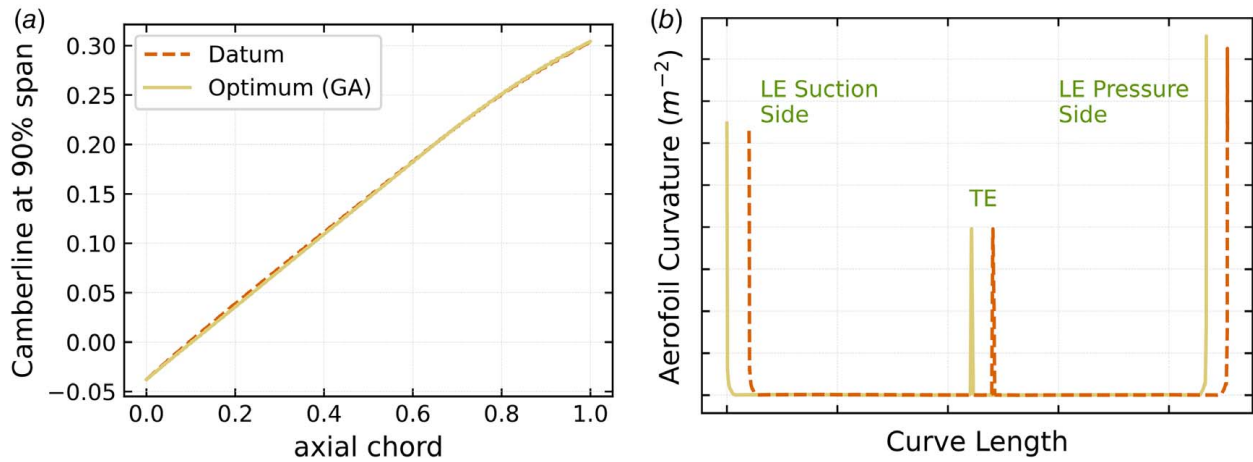 (a)
Camberline at 90% span
0.30
0.25
0.20
0.15
0.10
0.05
0.00
−0.05
Datum
Optimum (GA)
0.0 0.2 0.4 0.6 0.8 1.0
axial chord
(b)
Aerofoil Curvature (m⁻²)
LE Suction
Side
TE
LE Pressure
Side
Curve Length